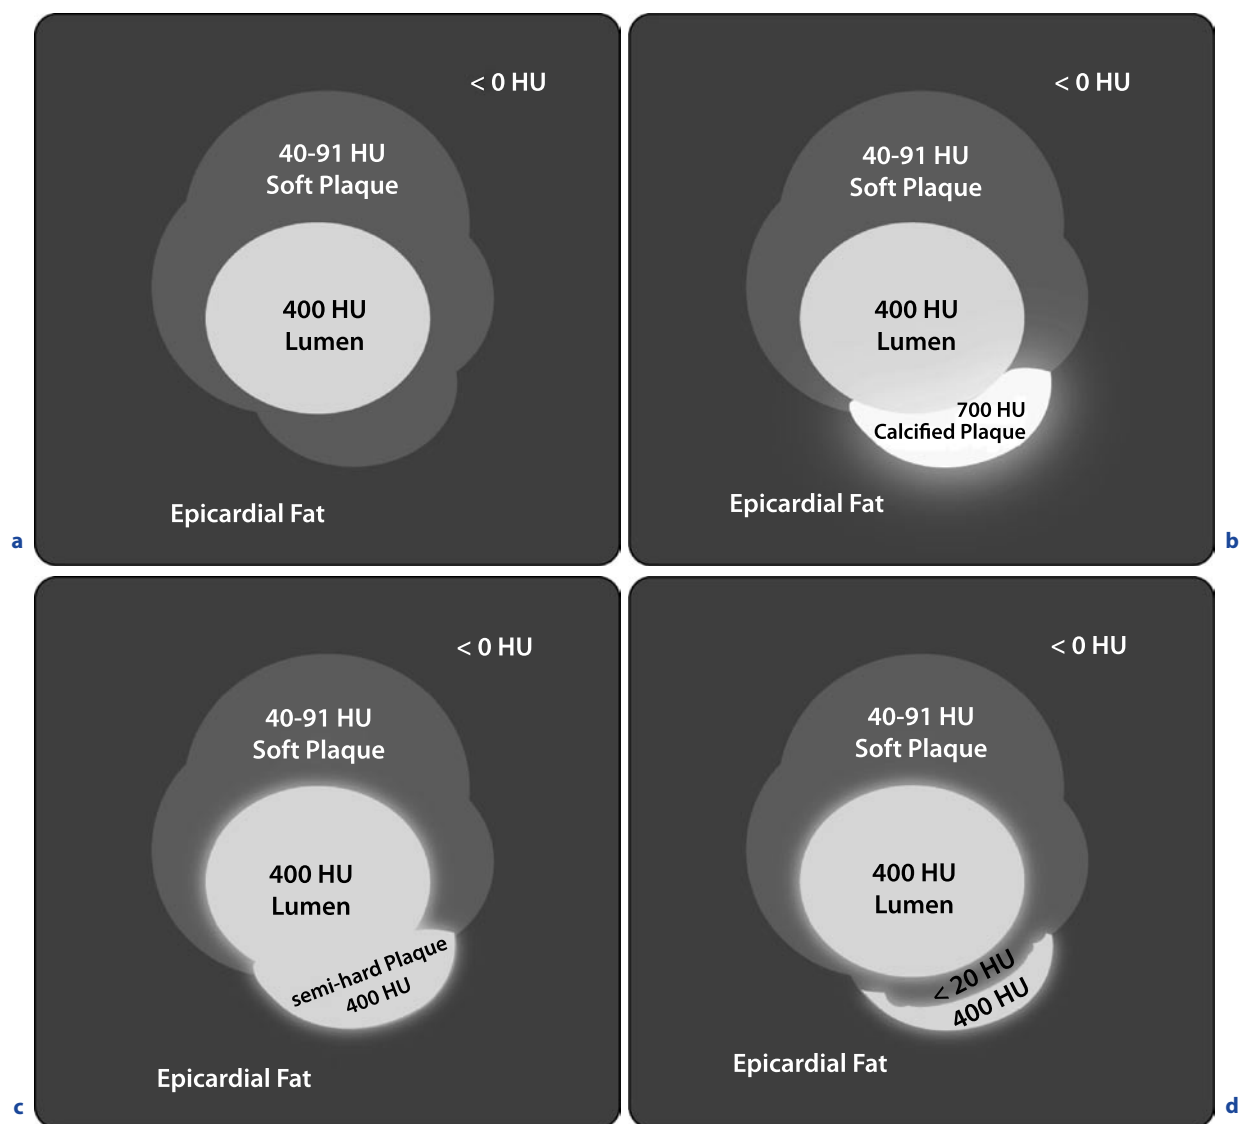 < 0 HU
40-91 HU
Soft Plaque
400 HU
Lumen
Epicardial Fat
a
< 0 HU
40-91 HU
Soft Plaque
400 HU
Lumen
700 HU
Calcified Plaque
Epicardial Fat
b
< 0 HU
40-91 HU
Soft Plaque
400 HU
Lumen
semi-hard Plaque
400 HU
Epicardial Fat
c
< 0 HU
40-91 HU
Soft Plaque
400 HU
Lumen
< 20 HU
400 HU
Epicardial Fat
d